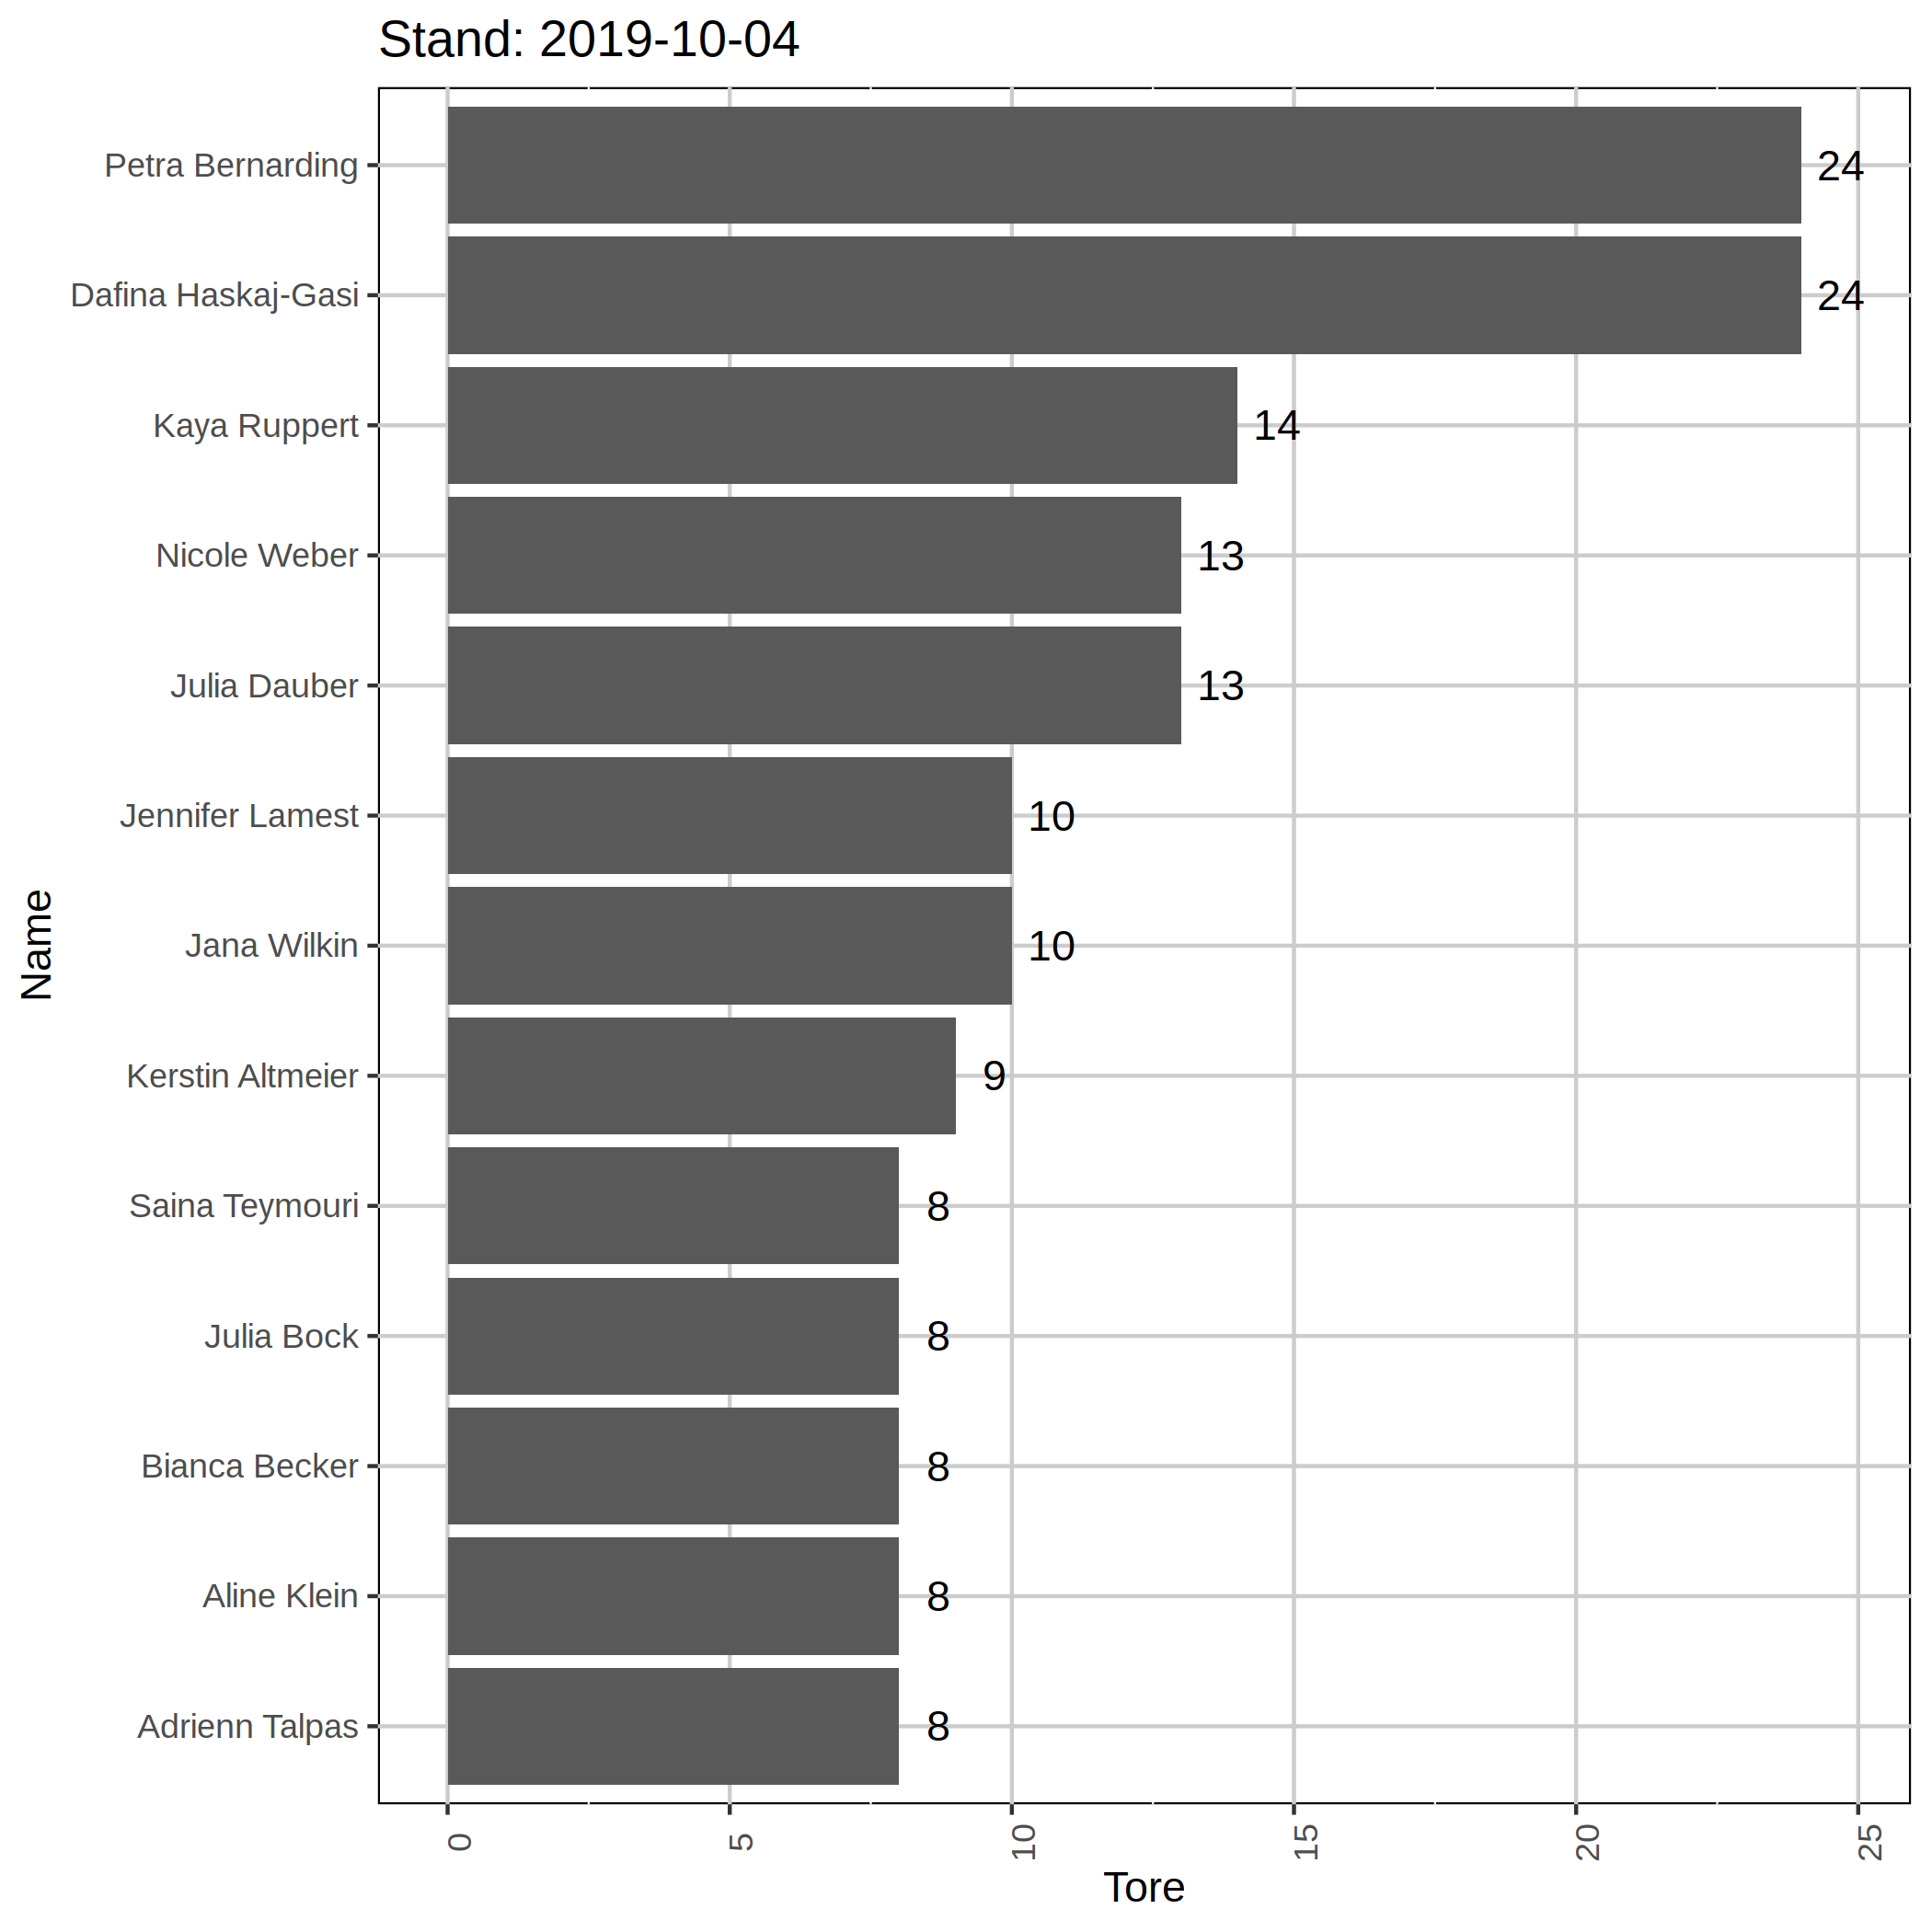 Stand: 2019-10-04
Petra Bernarding 24
Dafina Haskaj-Gasi 24
Kaya Ruppert 14
Nicole Weber 13
Julia Dauber 13
Jennifer Lamest 10
Jana Wilkin 10
Kerstin Altmeier 9
Saina Teymouri 8
Julia Bock 8
Bianca Becker 8
Aline Klein 8
Adrienn Talpas 8
Name
0 5 10 15 20 25
Tore